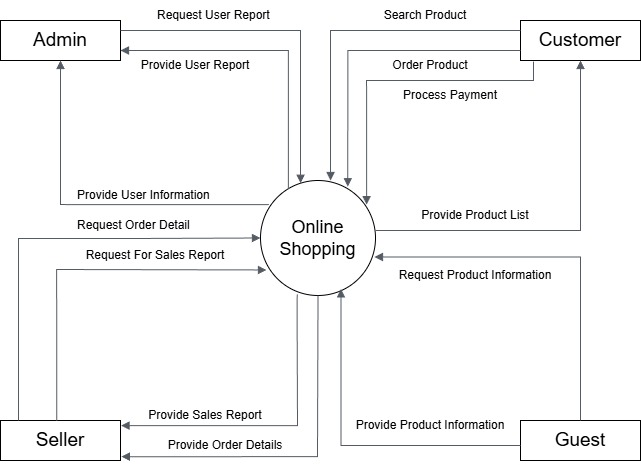 Request User Report
Search Product
Admin
Customer
Provide User Report
Order Product
Process Payment
Provide User Information
Provide Product List
Request Order Detail
Online
Shopping
Request For Sales Report
Request Product Information
Provide Sales Report
Provide Product Information
Seller
Guest
Provide Order Details